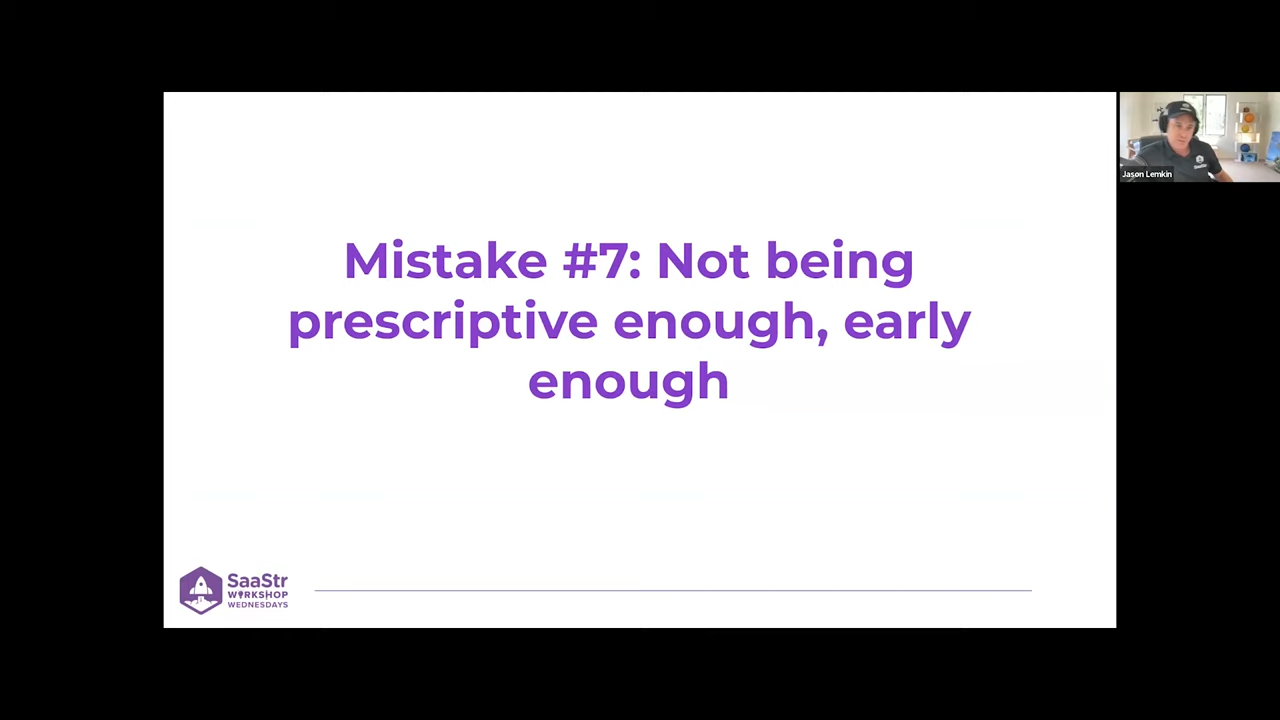 Mistake #7: Not being
prescriptive enough, early
enough
SaaStr
WORKSHOP
WEDNESDAYS
Jason Lemkin